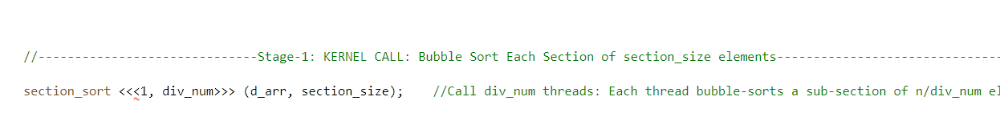 //------------------------------Stage-1: KERNEL CALL: Bubble Sort Each Section of section_size elements-------------------------------
section_sort <<<1, div_num>>> (d_arr, section_size);    //Call div_num threads: Each thread bubble-sorts a sub-section of n/div_num